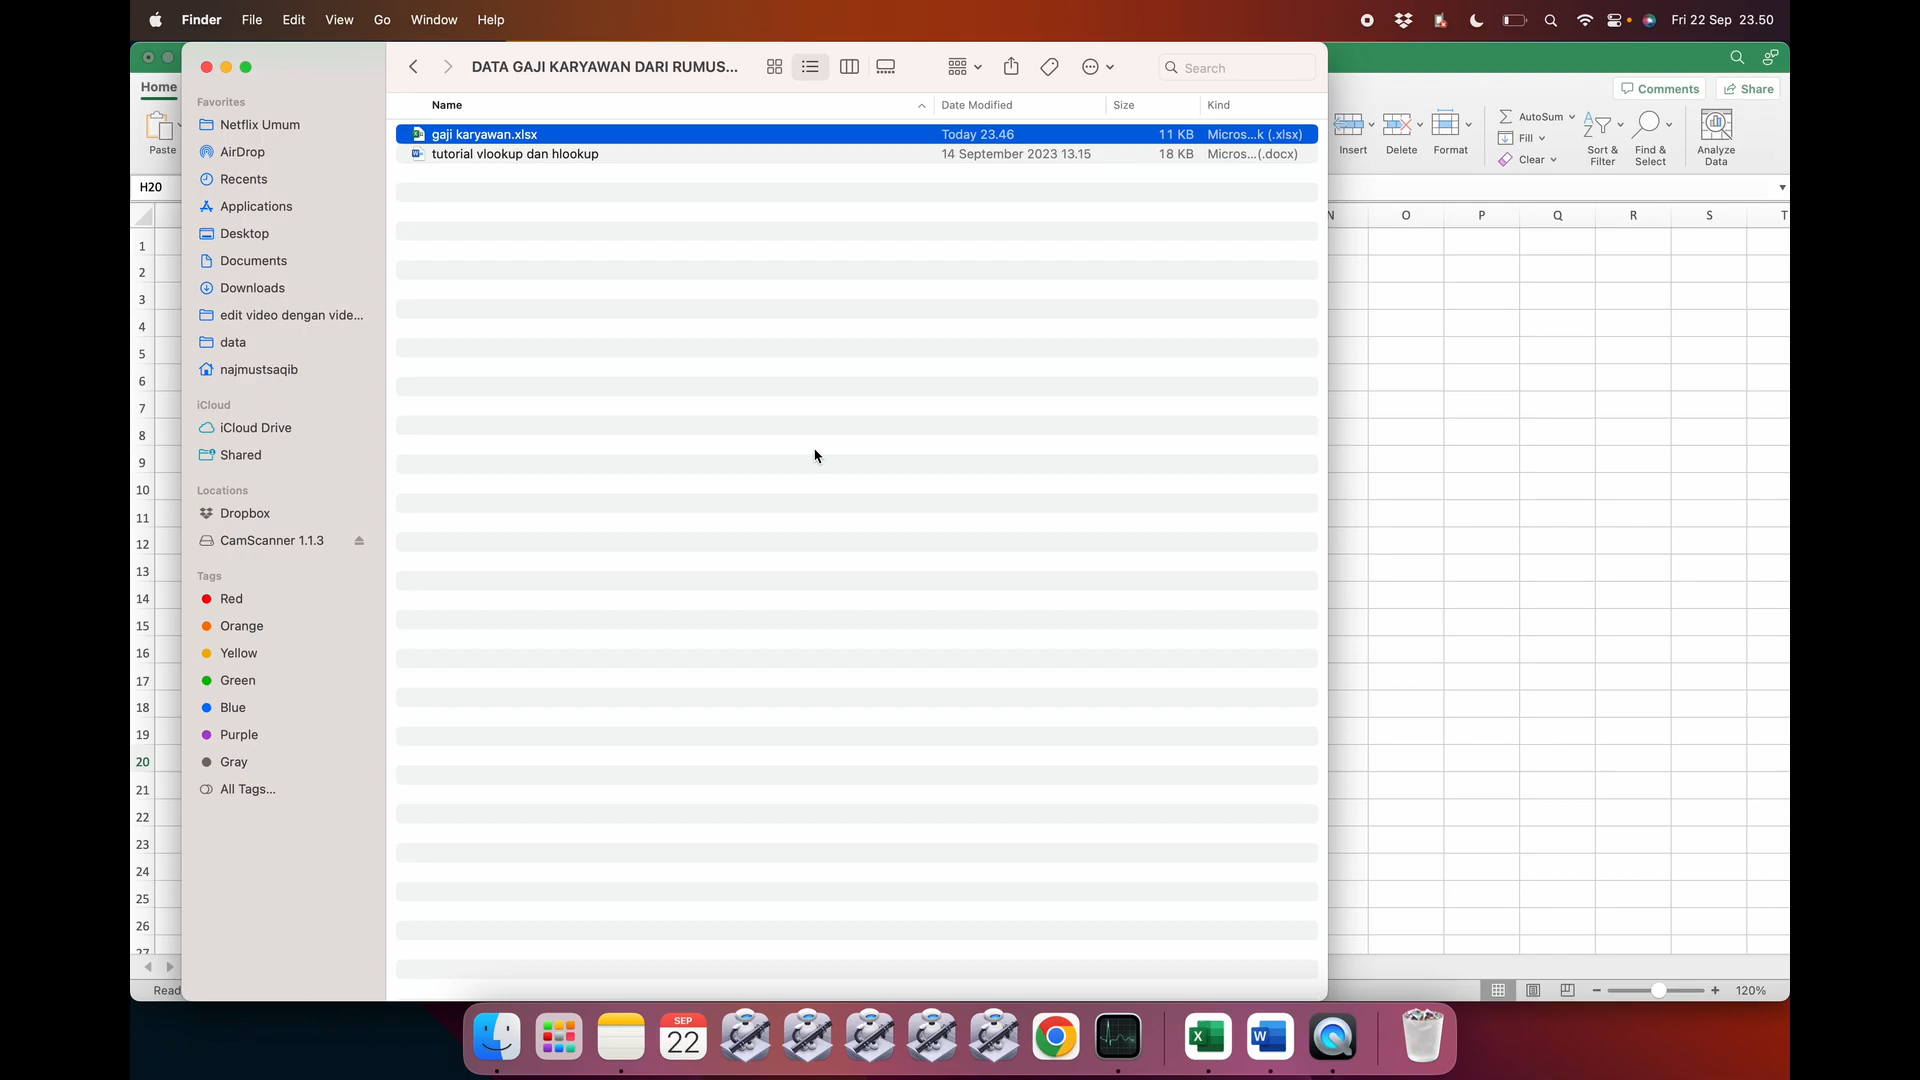 Finder File Edit View Go Window Help Fri 22 Sep 23.50
DATA GAJI KARYAWAN DARI RUMUS... Search
Name Date Modified Size Kind
gaji karyawan.xlsx Today 23.46 11 KB Micros...k (.xlsx)
tutorial vlookup dan hlookup 14 September 2023 13.15 18 KB Micros...(.docx)
Favorites
Netflix Umum
AirDrop
Recents
Applications
Desktop
Documents
Downloads
edit video dengan vide...
data
najmustsaqib
iCloud
iCloud Drive
Shared
Locations
Dropbox
CamScanner 1.1.3
Tags
Red
Orange
Yellow
Green
Blue
Purple
Gray
All Tags...
Home
Paste
H20
1
2
3
4
5
6
7
8
9
10
11
12
13
14
15
16
17
18
19
20
21
22
23
24
25
26
27
Comments Share
Insert Delete Format
AutoSum
Fill
Clear
Sort & Filter
Find & Select
Analyze Data
N O P Q R S T
120%
SEP
22